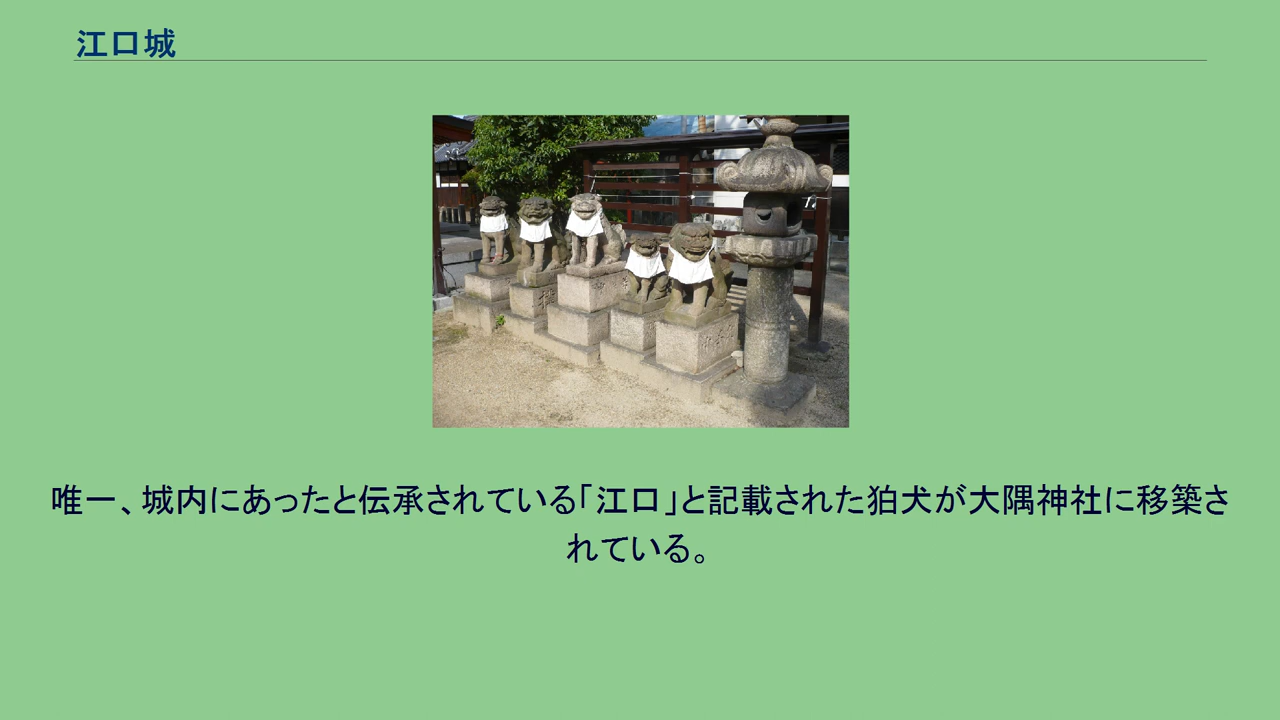 江口城
唯一、城内にあったと伝承されている「江口」と記載された狛犬が大隅神社に移築さ
れている。